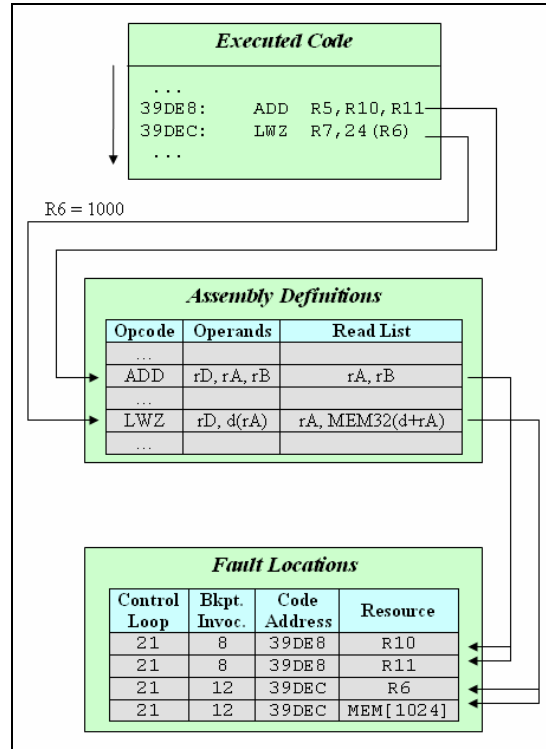 Executed Code
...
39DE8: ADD R5,R10,R11
39DEC: LWZ R7,24(R6)
...
R6 = 1000
Assembly Definitions
Opcode Operands Read List
...
ADD rD, rA, rB rA, rB
...
LWZ rD, d(rA) rA, MEM32(d+rA)
...
Fault Locations
Control Loop Bkpt. Invoc. Code Address Resource
21 8 39DE8 R10
21 8 39DE8 R11
21 12 39DEC R6
21 12 39DEC MEM[1024]